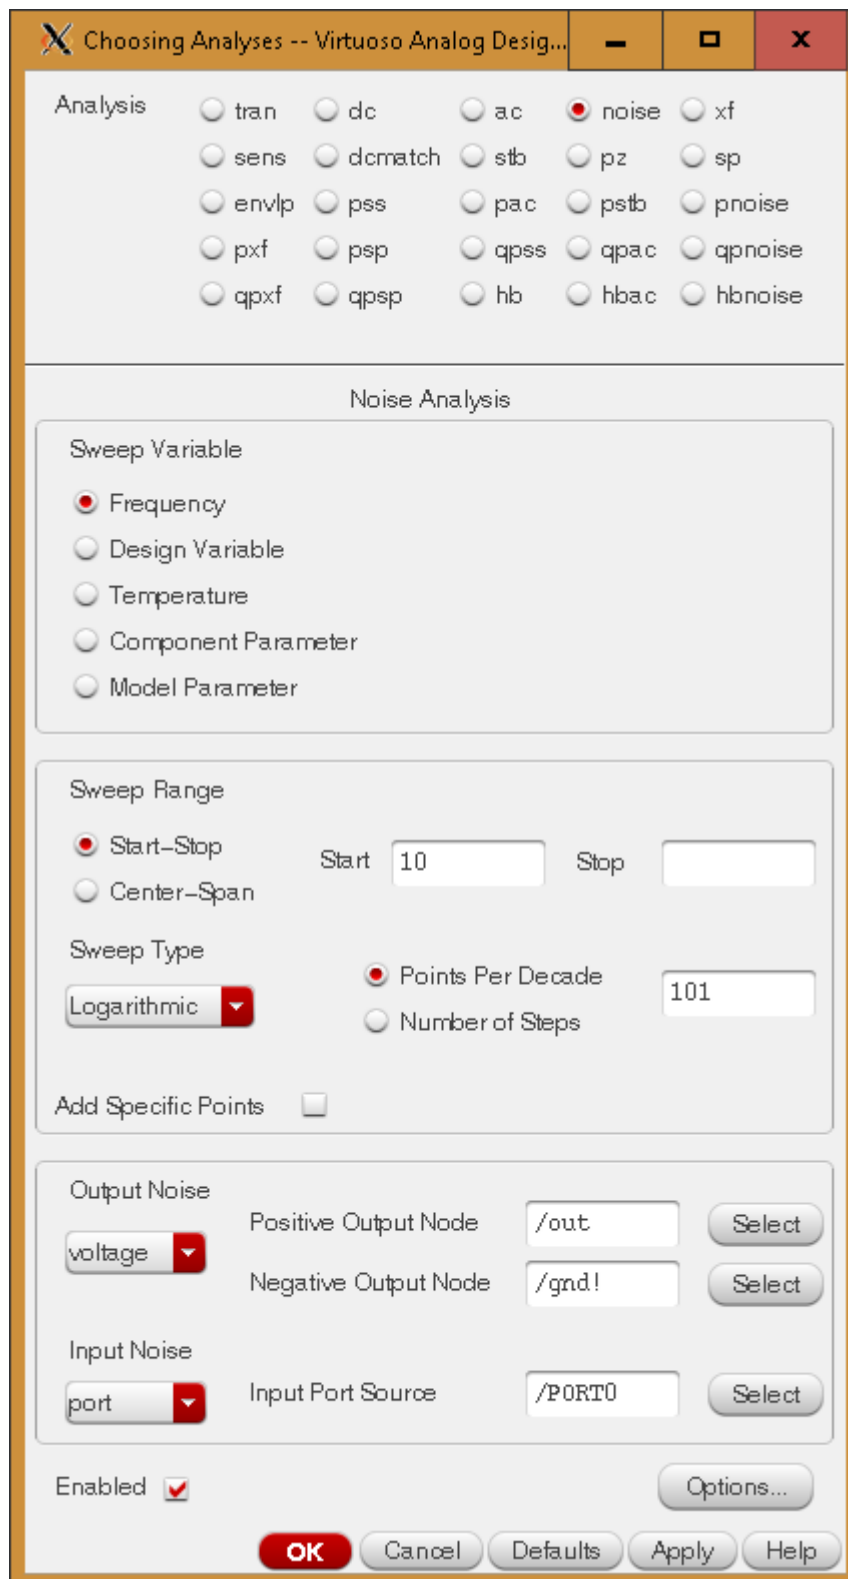 Choosing Analyses -- Virtuoso Analog Desig...
Analysis tran dc ac noise xf
sens dcmatch stb pz sp
envlp pss pac pstb pnoise
pxf psp qpss qpac qpnoise
qpxf qpsp hb hbac hbnoise
Noise Analysis
Sweep Variable
Frequency
Design Variable
Temperature
Component Parameter
Model Parameter
Sweep Range
Start-Stop Start 10 Stop
Center-Span
Sweep Type
Logarithmic Points Per Decade 101
Number of Steps
Add Specific Points
Output Noise
voltage Positive Output Node /out Select
Negative Output Node /gnd! Select
Input Noise
port Input Port Source /PORT0 Select
Enabled Options...
OK Cancel Defaults Apply Help